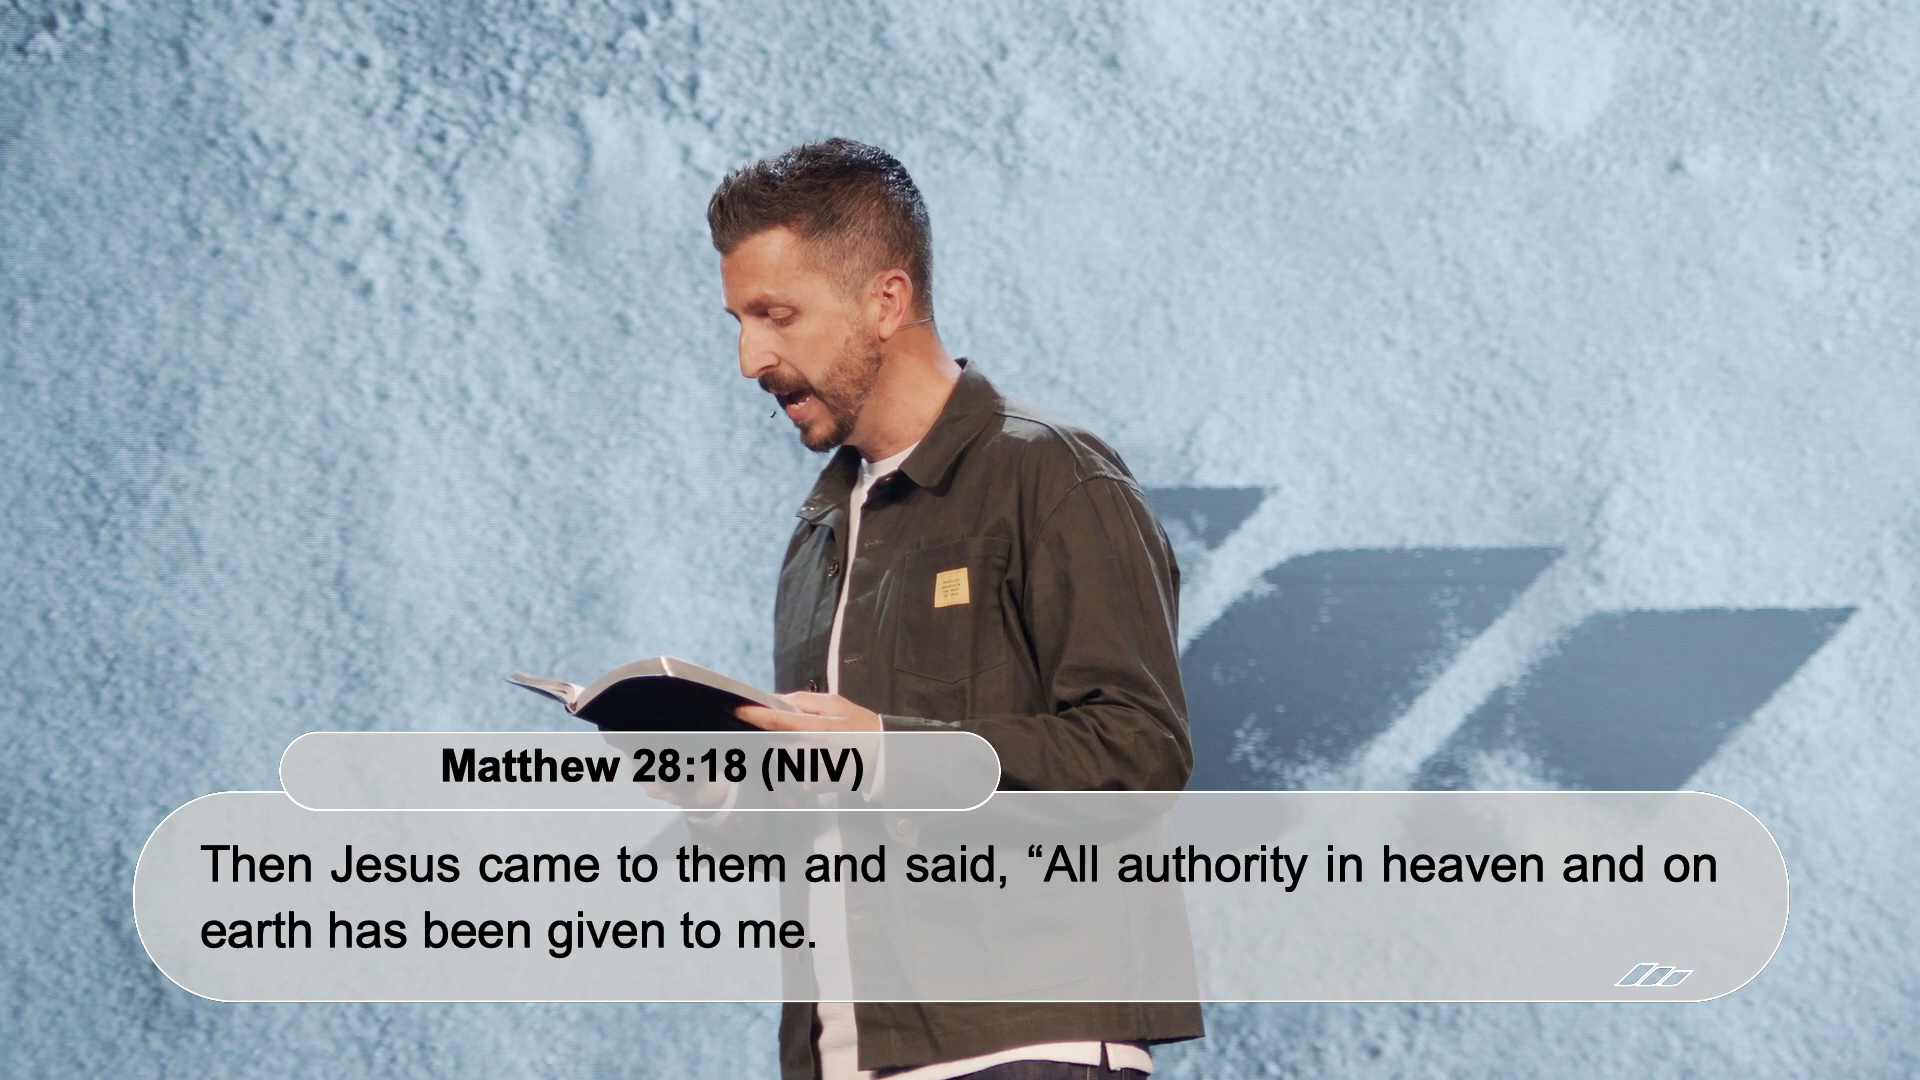 Matthew 28:18 (NIV)
Then Jesus came to them and said, “All authority in heaven and on
earth has been given to me.